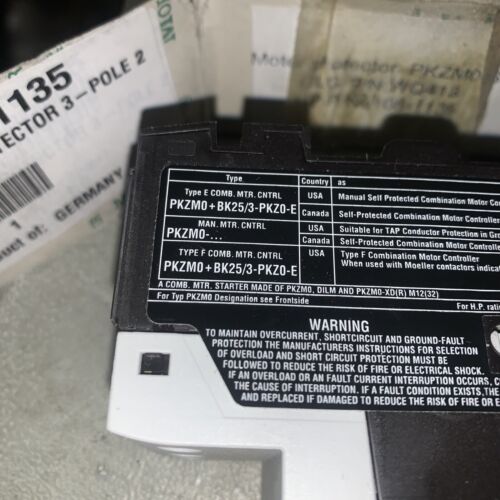 MOTOR
1135
TECTOR 3-POLE 2
1
uct of: GERMANY
Motor protector PKZM0
Type Country as
Type E COMB. MTR. CNTRL
PKZM0 + BK25/3-PKZ0-E
USA Manual Self Protected Combination Motor Con
Canada Self-Protected Combination Motor Controller
MAN. MTR. CNTRL
PKZM0-...
USA Suitable for TAP Conductor Protection in Gro
Canada Self-Protected Combination Motor Controlle
Type F COMB. MTR. CNTRL
PKZM0 + BK25/3-PKZ0-E
USA Type F Combination Motor Controller
When used with Moeller contactors indicat
A COMB. MTR. STARTER MADE OF PKZM0, DILM AND PKZM0-XD(R) M12(32)
For Typ PKZM0 Designation see Frontside For H.P. ratin
WARNING
TO MAINTAIN OVERCURRENT, SHORTCIRCUIT AND GROUND-FAULT
PROTECTION THE MANUFACTURERS INSTRUCTIONS FOR SELECTION
OF OVERLOAD AND SHORT CIRCUIT PROTECTION MUST BE
FOLLOWED TO REDUCE THE RISK OF FIRE OR ELECTRICAL SHOCK.
IF AN OVERLOAD OR AN FAULT CURRENT INTERRUPTION OCCURS, C
THE CAUSE OF INTERRUPTION. IF A FAULT CONDITION EXISTS, THE
AND REPLACED IF DAMAGED TO REDUCE THE RISK OF FIRE OR E